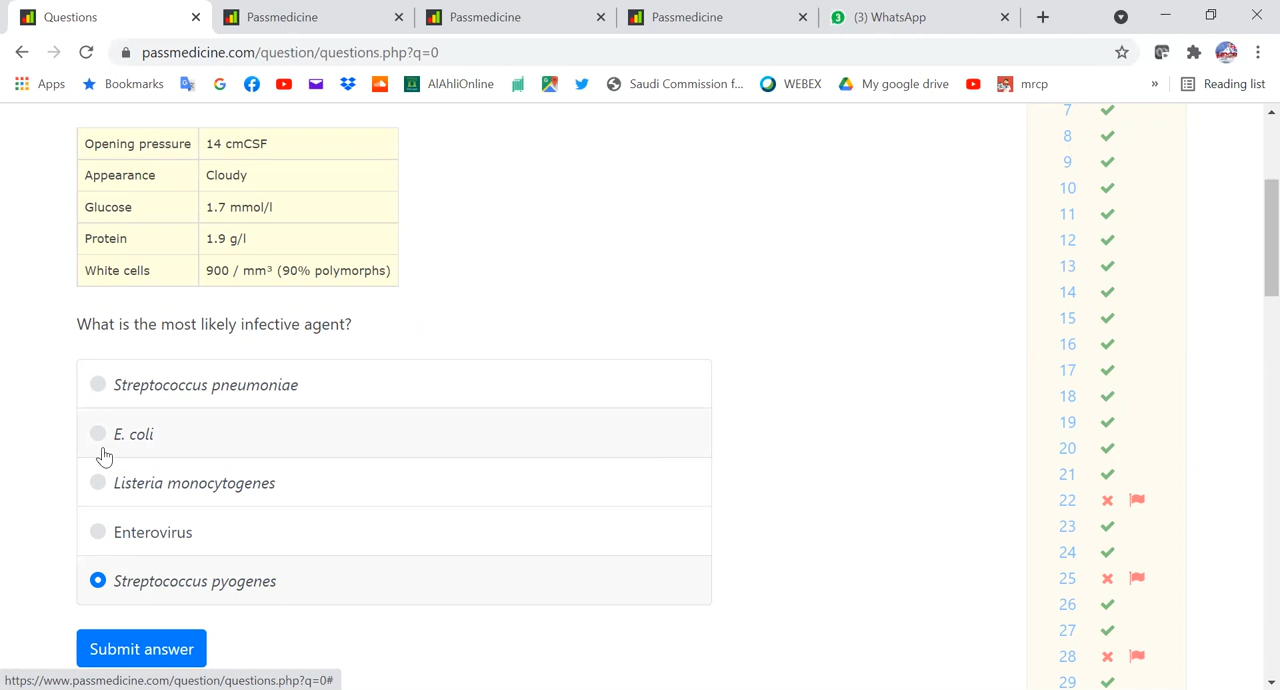 Questions
Passmedicine
Passmedicine
Passmedicine
3
(3) WhatsApp
passmedicine.com/question/questions.php?q=0
Apps
Bookmarks
AlAhliOnline
Saudi Commission f...
WEBEX
My google drive
mrcp
»
Reading list
Opening pressure 14 cmCSF
Appearance Cloudy
Glucose 1.7 mmol/l
Protein 1.9 g/l
White cells 900 / mm³ (90% polymorphs)
What is the most likely infective agent?
Streptococcus pneumoniae
E. coli
Listeria monocytogenes
Enterovirus
Streptococcus pyogenes
Submit answer
https://www.passmedicine.com/question/questions.php?q=0#
7
8
9
10
11
12
13
14
15
16
17
18
19
20
21
22
23
24
25
26
27
28
29